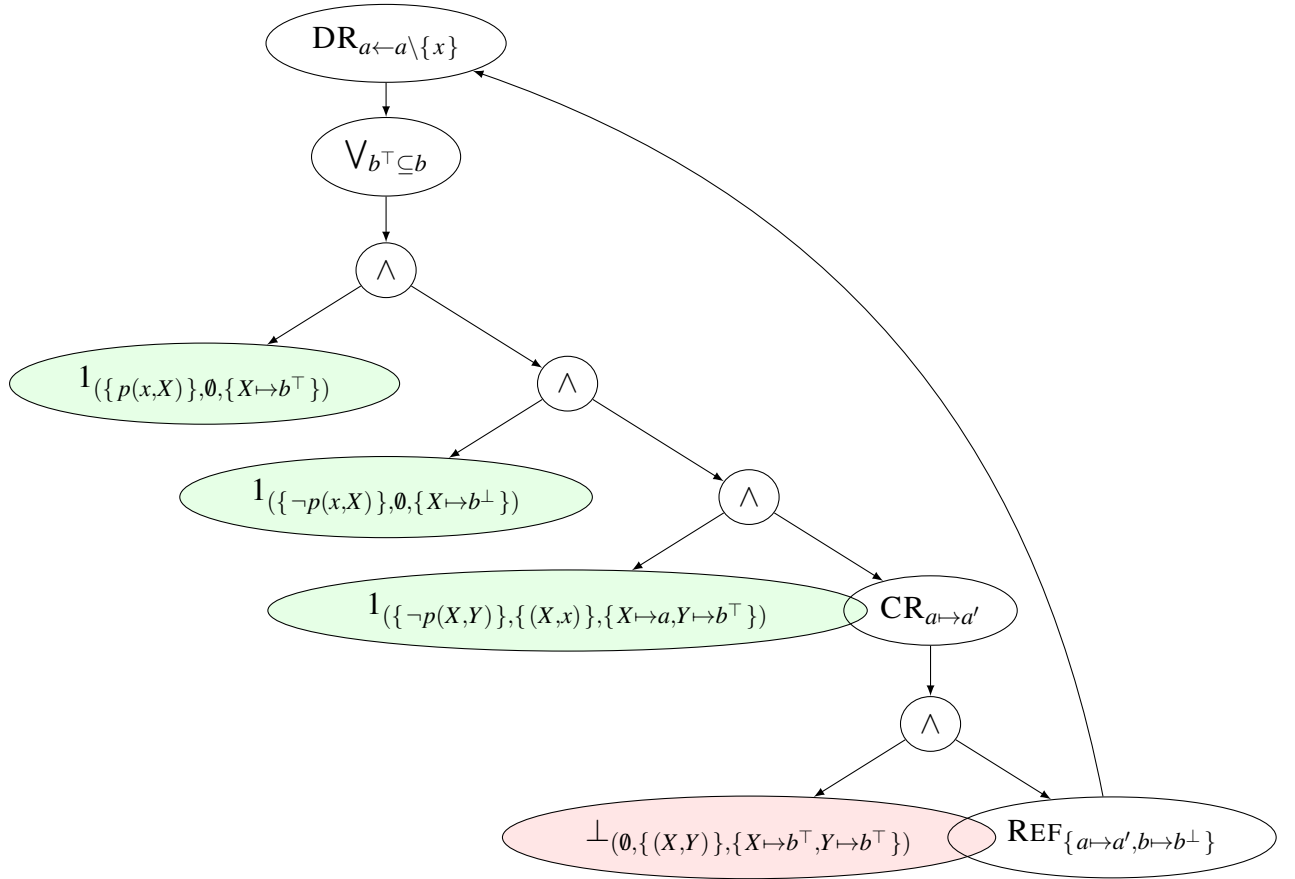 DR_{a←a\{x}}
⋁_{b^⊤⊆b}
∧
1_{({p(x,X)},∅,{X↦b^⊤})}
∧
1_{({¬p(x,X)},∅,{X↦b^⊥})}
∧
1_{({¬p(X,Y)},{(X,x)},{X↦a,Y↦b^⊤})}
CR_{a↦a′}
∧
⊥_{(∅,{(X,Y)},{X↦b^⊤,Y↦b^⊤})}
REF_{{a↦a′,b↦b^⊥}}